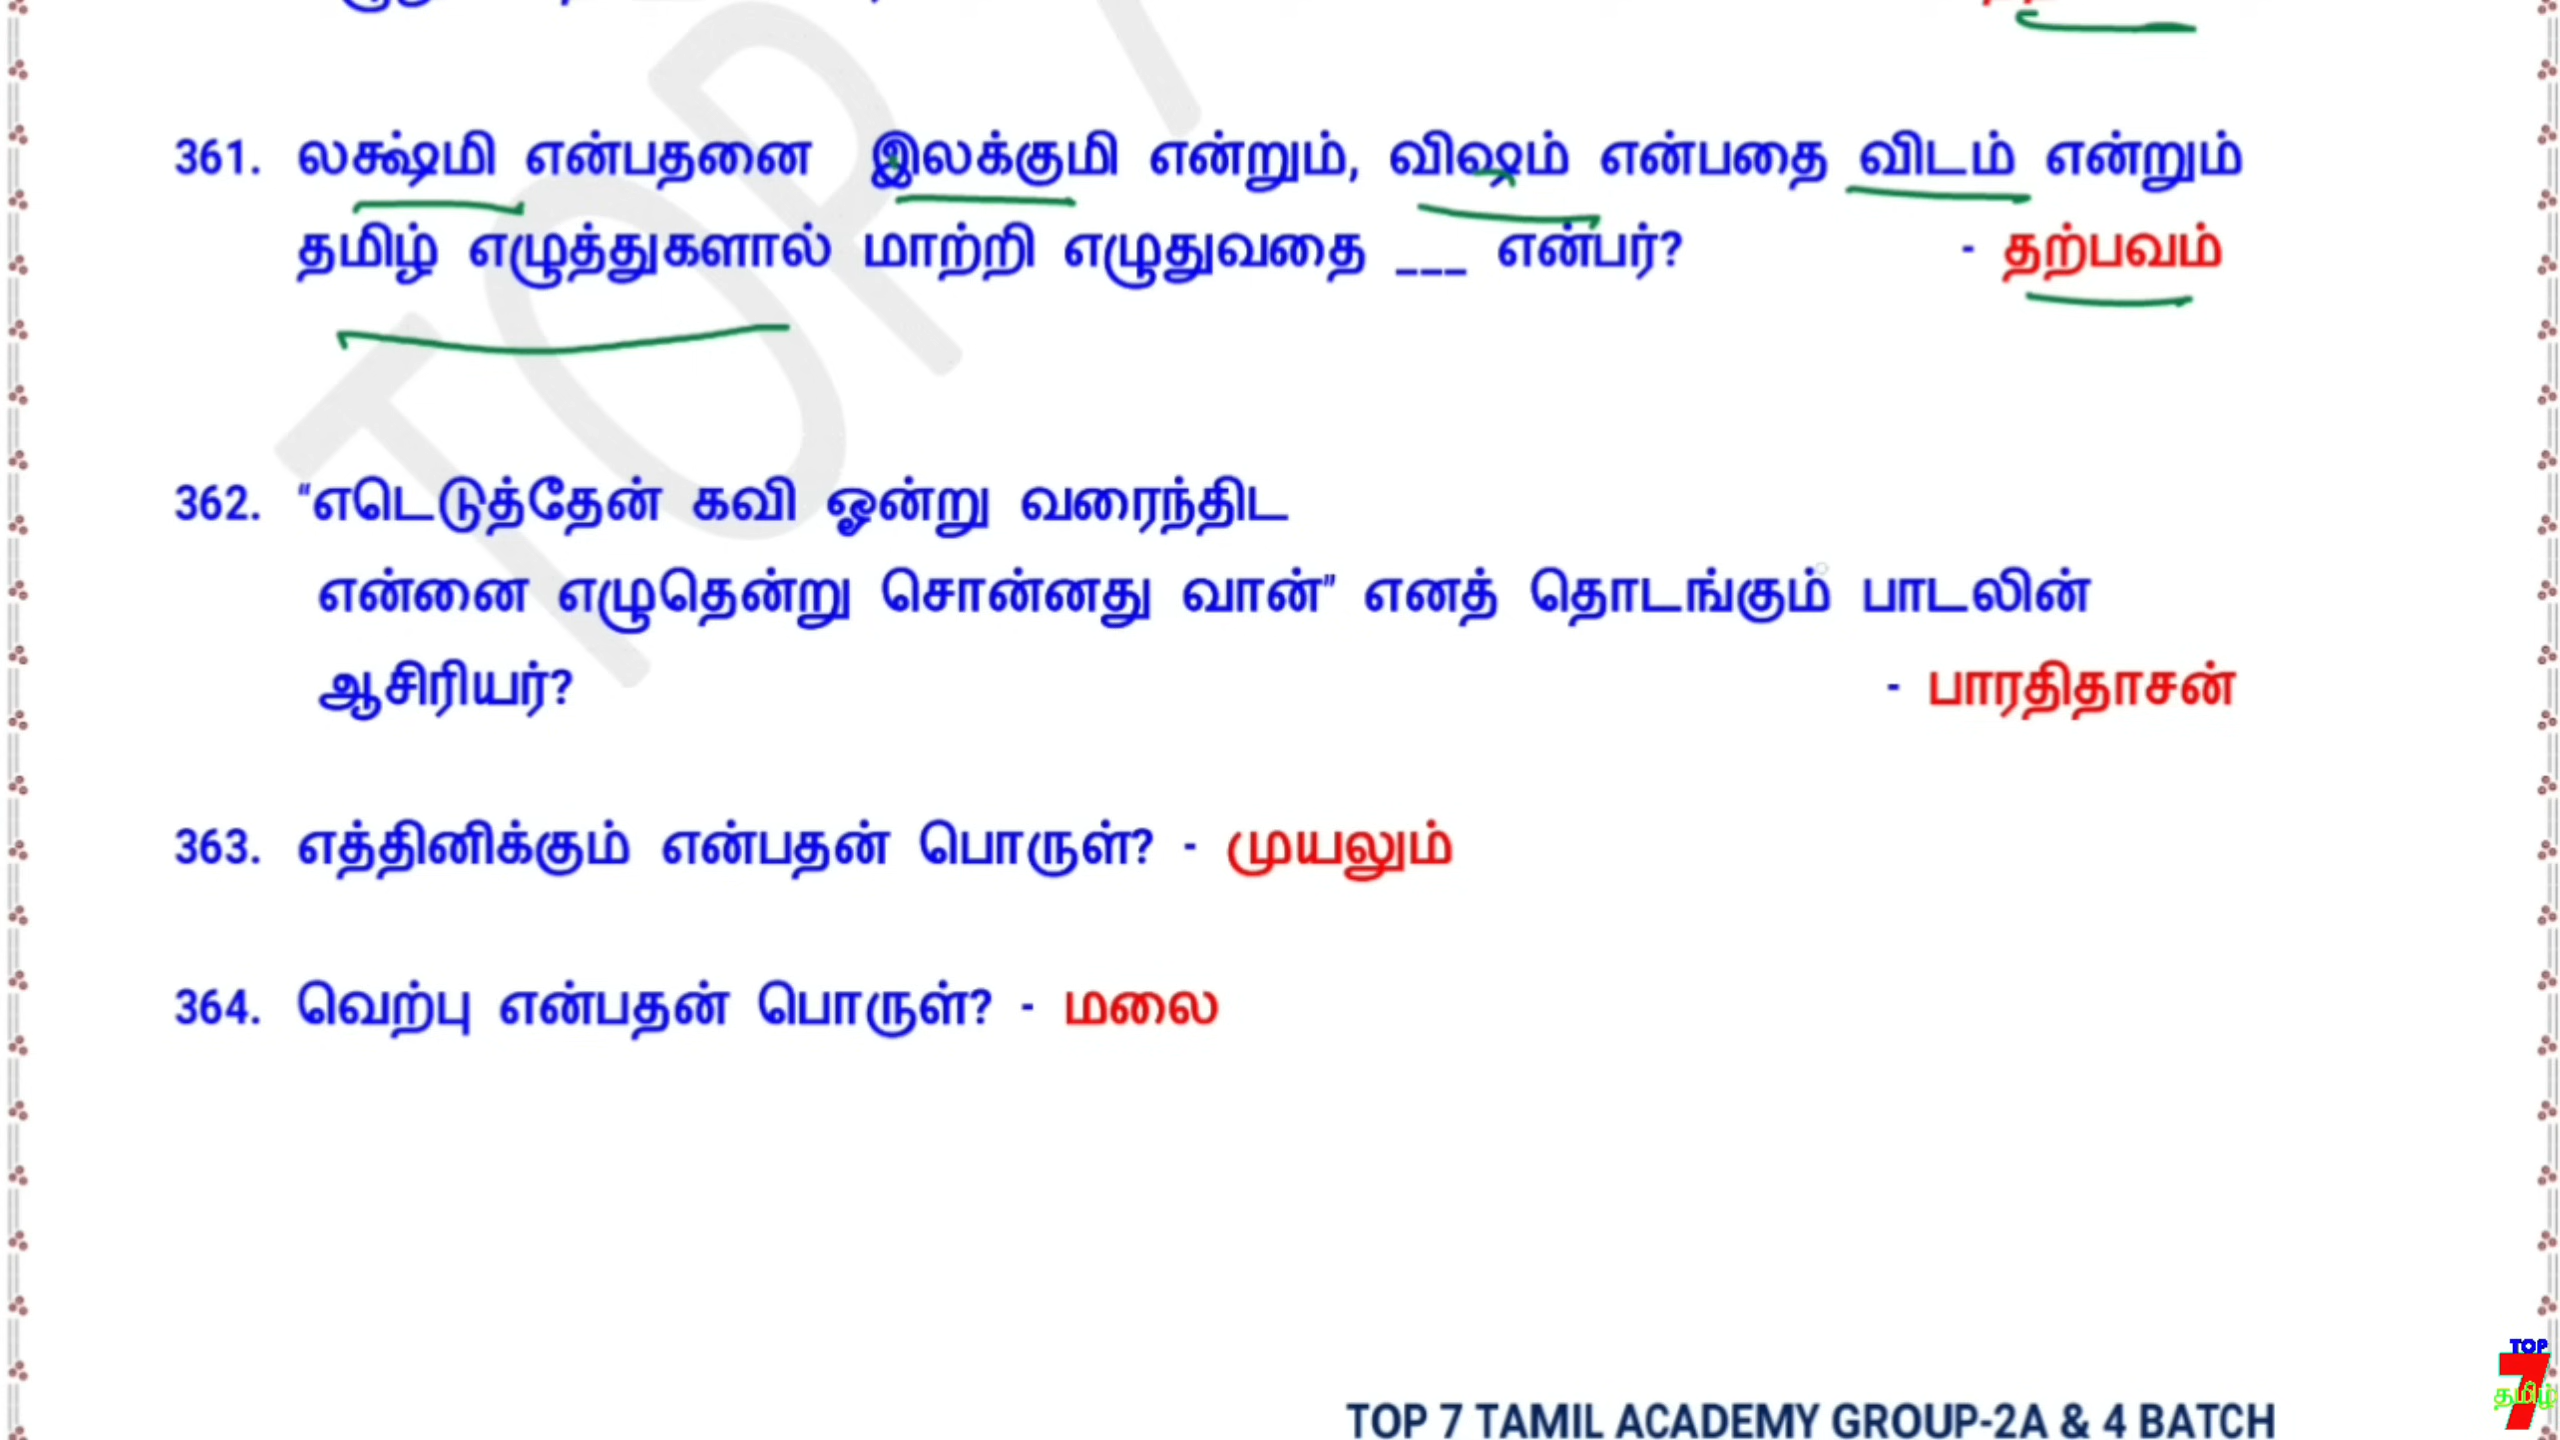 361. லக்ஷ்மி என்பதனை இலக்குமி என்றும், விஷம் என்பதை விடம் என்றும்
தமிழ் எழுத்துகளால் மாற்றி எழுதுவதை ___ என்பர்? - தற்பவம்
362. "எடெடுத்தேன் கவி ஓன்று வரைந்திட
என்னை எழுதென்று சொன்னது வான்" எனத் தொடங்கும் பாடலின்
ஆசிரியர்? - பாரதிதாசன்
363. எத்தினிக்கும் என்பதன் பொருள்? - முயலும்
364. வெற்பு என்பதன் பொருள்? - மலை
TOP 7 TAMIL ACADEMY GROUP-2A & 4 BATCH
TOP
7
தமிழ்